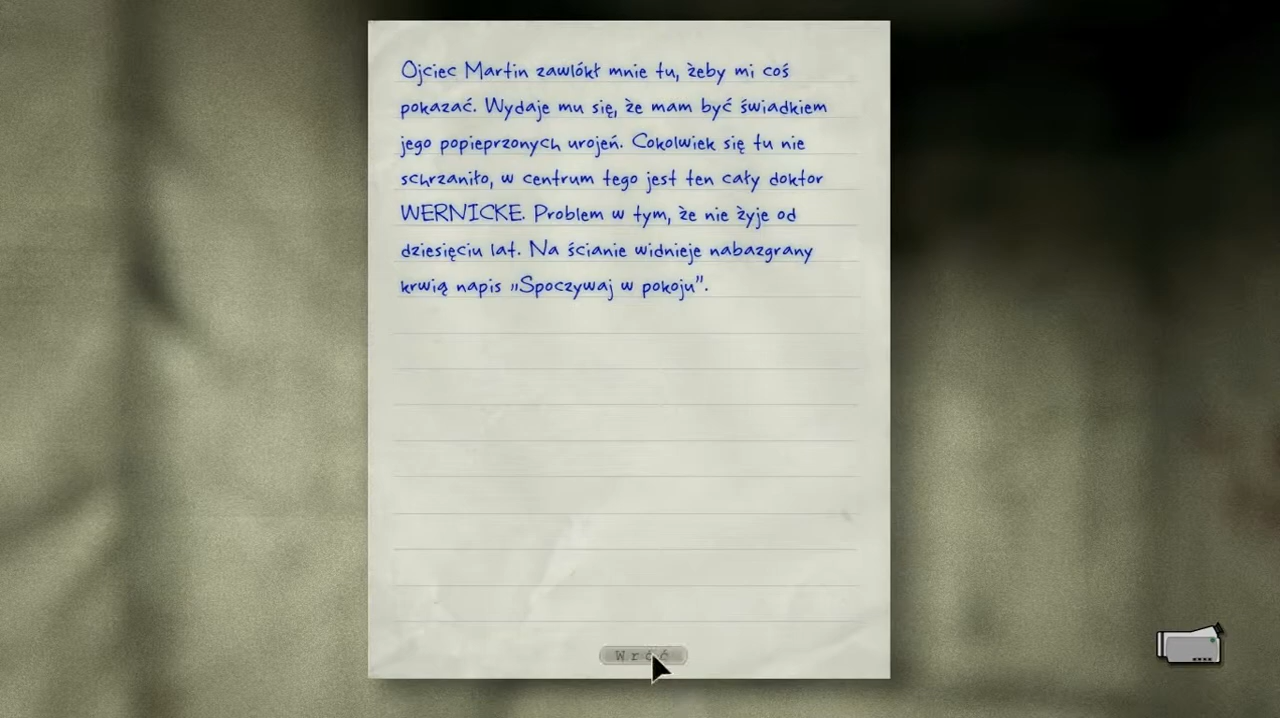 Ojciec Martin zawlókł mnie tu, żeby mi coś
pokazać. Wydaje mu się, że mam być świadkiem
jego popieprzonych urojeń. Cokolwiek się tu nie
schrzaniło, w centrum tego jest ten cały doktor
WERNICKE. Problem w tym, że nie żyje od
dziesięciu lat. Na ścianie widnieje nabazgrany
krwią napis „Spoczywaj w pokoju”.
Wróć